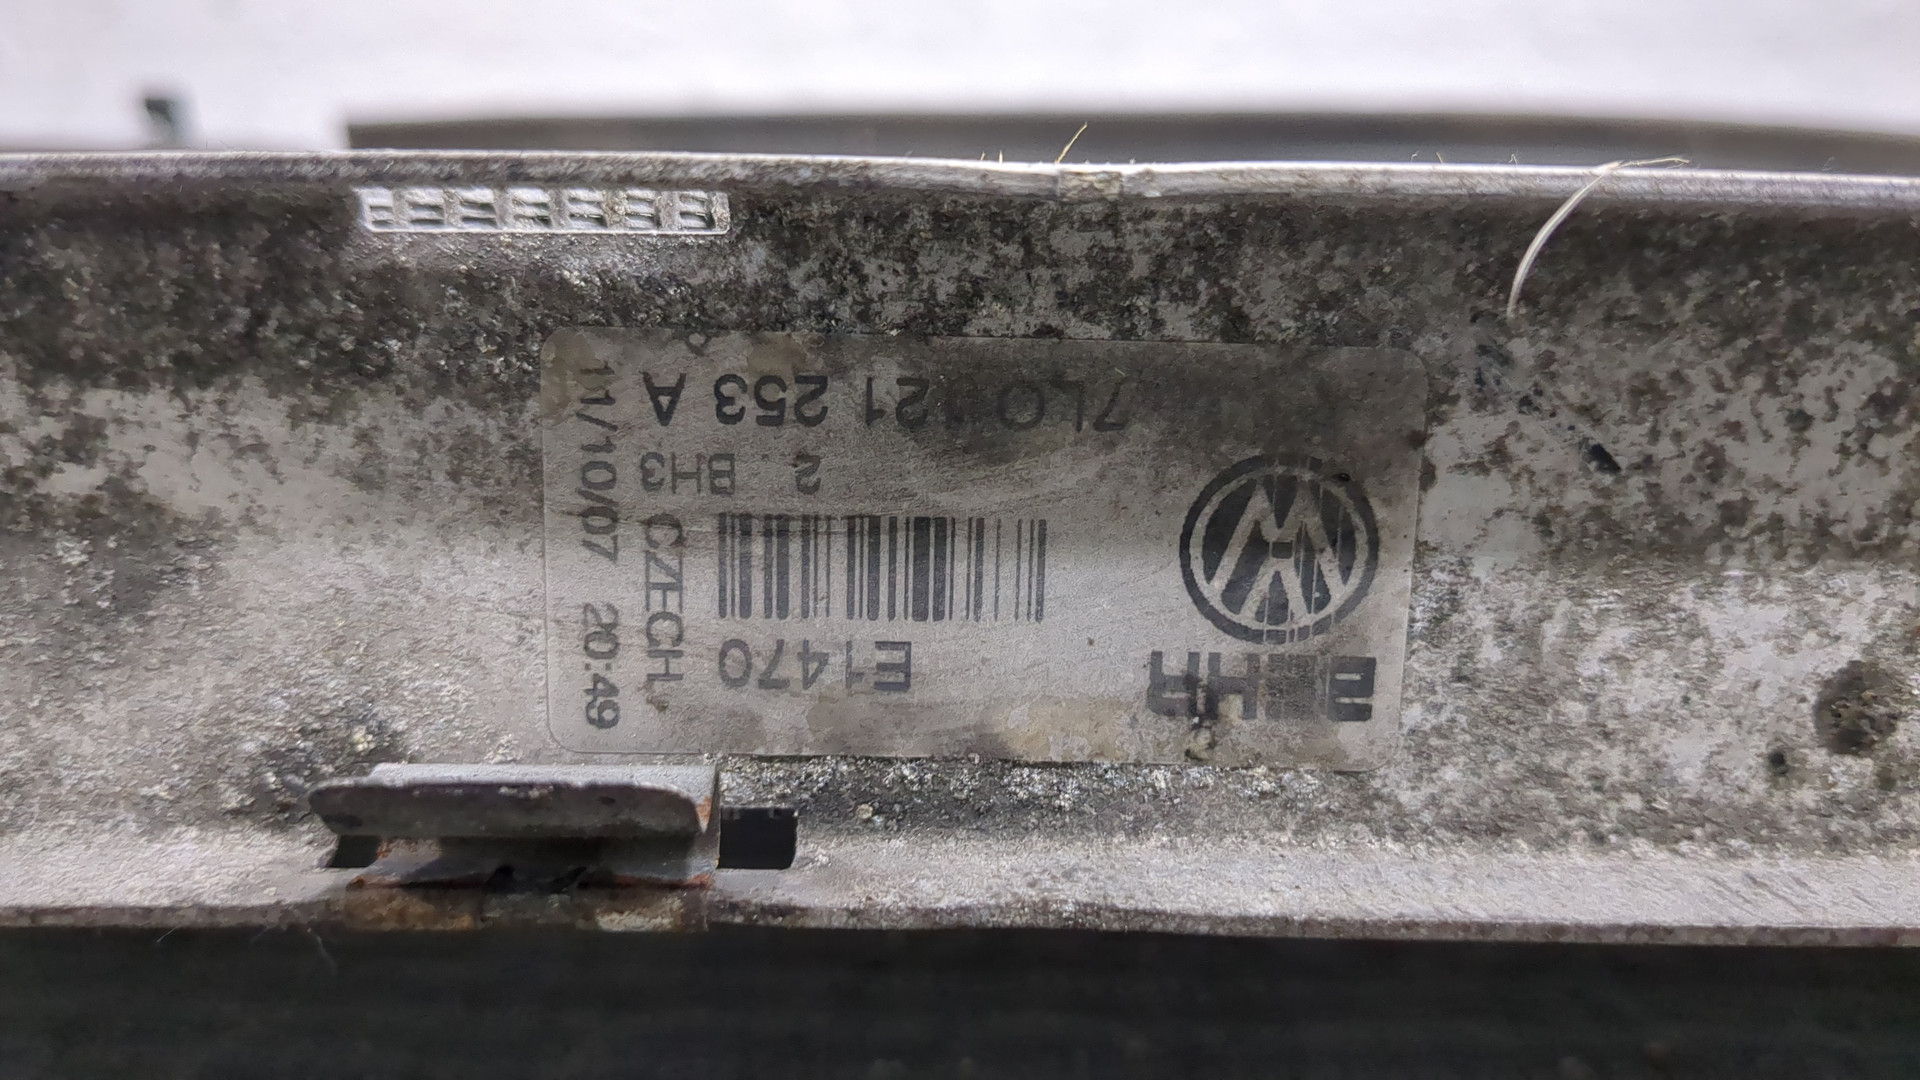 BEHR
E1470
2 BH3
7L0 121 253 A
CZECH
11/10/07 20:49